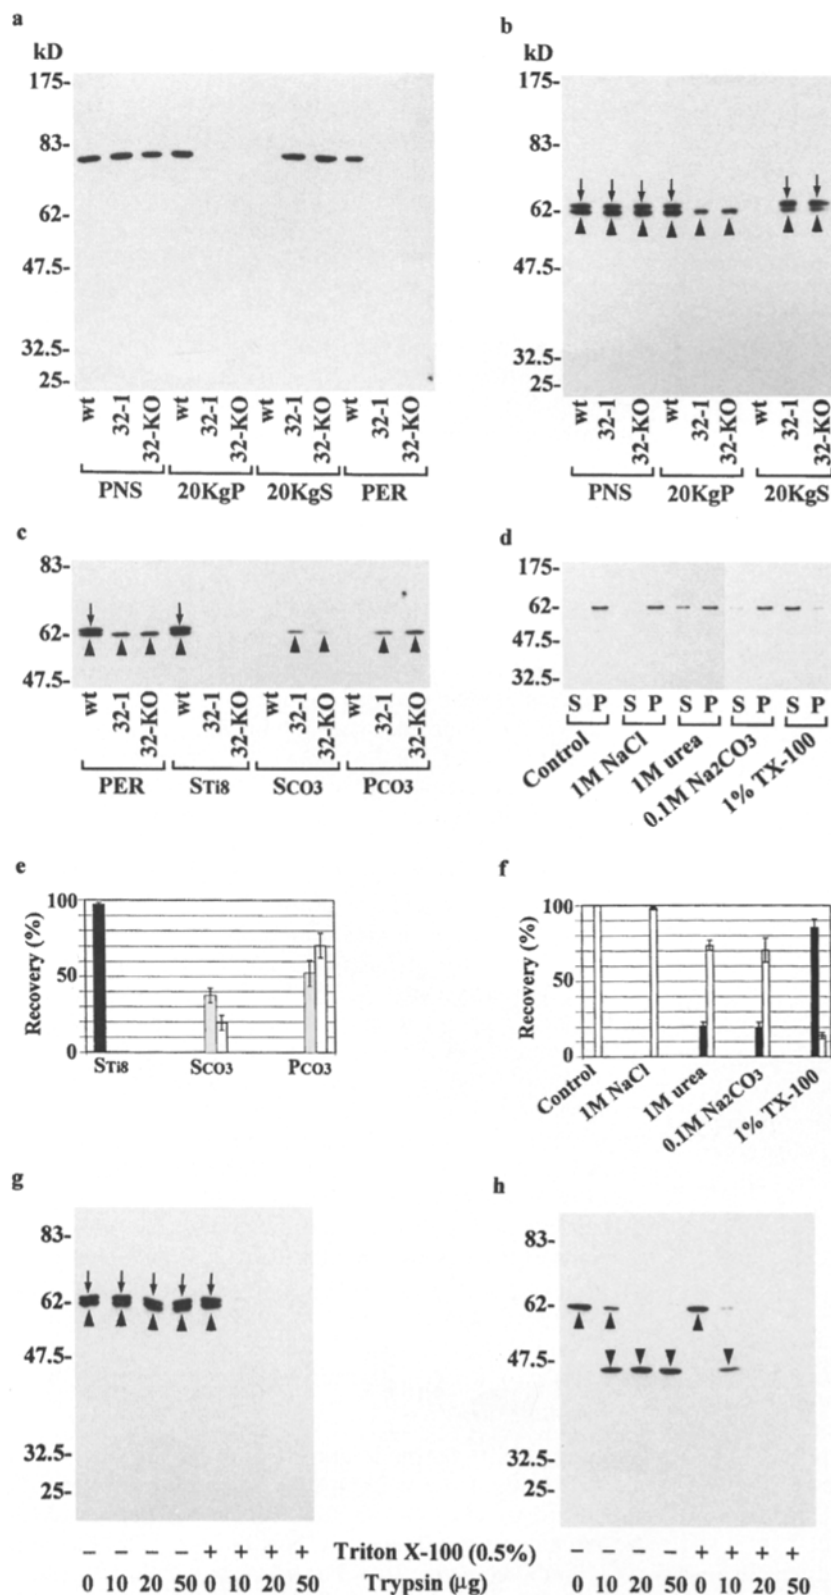 a
kD
175-
83-
62-
47.5-
32.5-
25-
wt
32-1
32-KO
wt
32-1
32-KO
wt
32-1
32-KO
wt
32-1
32-KO
PNS 20KgP 20KgS PER
b
kD
175-
83-
62-
47.5-
32.5-
25-
wt
32-1
32-KO
wt
32-1
32-KO
wt
32-1
32-KO
PNS 20KgP 20KgS
c
83-
62-
47.5-
wt
32-1
32-KO
wt
32-1
32-KO
wt
32-1
32-KO
wt
32-1
32-KO
PER STi8 SCO3 PCO3
d
175-
62-
47.5-
32.5-
S P S P S P S P S P
Control
1M NaCl
1M urea
0.1M Na2CO3
1% TX-100
e
Recovery (%)
100
50
0
STi8 SCO3 PCO3
f
Recovery (%)
100
50
0
Control
1M NaCl
1M urea
0.1M Na2CO3
1% TX-100
g
83-
62-
47.5-
32.5-
25-
h
83-
62-
47.5-
32.5-
25-
− − − − + + + + Triton X-100 (0.5%) − − − − + + + +
0 10 20 50 0 10 20 50 Trypsin (μg) 0 10 20 50 0 10 20 50